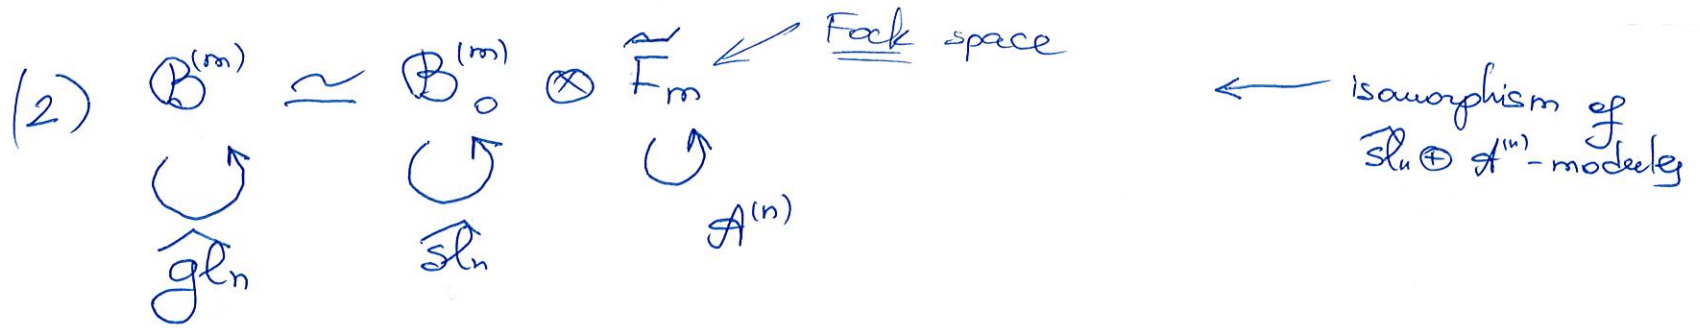 (2) B^(m) ≃ B_0^(m) ⊗ F̃_m ← Fock space
← isomorphism of
ŝl_n ⊕ A^(n)-modules
ĝl_n ŝl_n A^(n)